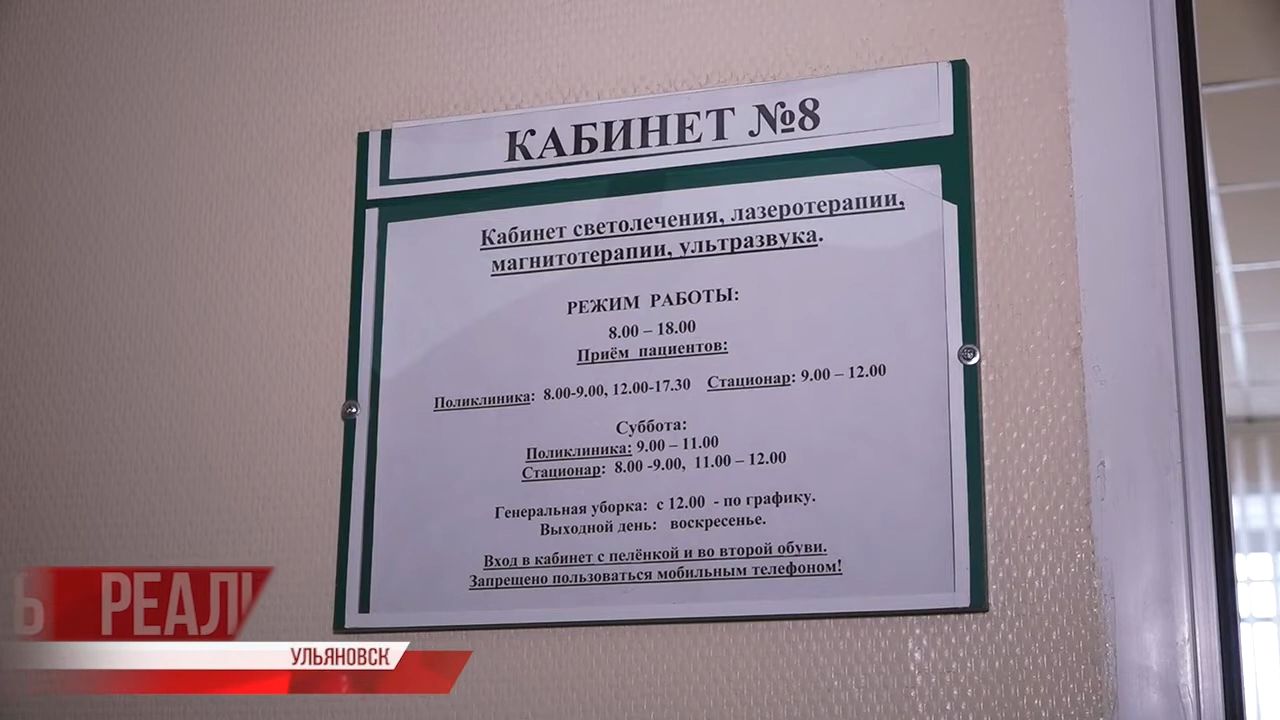 КАБИНЕТ №8
Кабинет светолечения, лазеротерапии,
магнитотерапии, ультразвука.
РЕЖИМ РАБОТЫ:
8.00 – 18.00
Приём пациентов:
Поликлиника: 8.00-9.00, 12.00-17.30 Стационар: 9.00 – 12.00
Суббота:
Поликлиника: 9.00 – 11.00
Стационар: 8.00 -9.00, 11.00 – 12.00
Генеральная уборка: с 12.00 - по графику.
Выходной день: воскресенье.
Вход в кабинет с пелёнкой и во второй обуви.
Запрещено пользоваться мобильным телефоном!
Ь РЕАЛ
УЛЬЯНОВСК